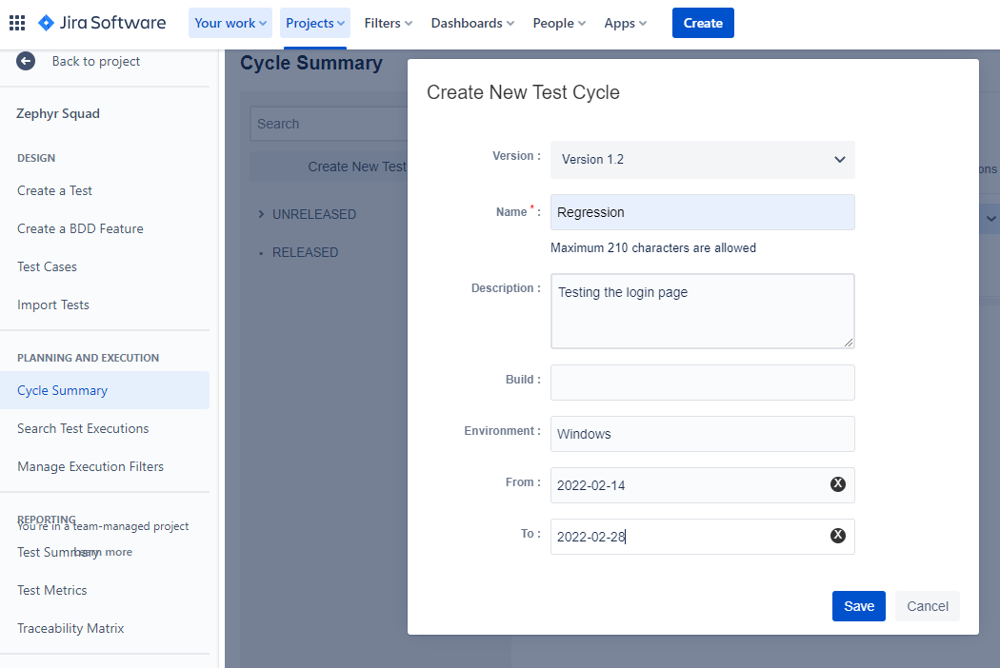 Jira Software
Your work
Projects
Filters
Dashboards
People
Apps
Create
Back to project
Zephyr Squad
DESIGN
Create a Test
Create a BDD Feature
Test Cases
Import Tests
PLANNING AND EXECUTION
Cycle Summary
Search Test Executions
Manage Execution Filters
REPORTING
You're in a team-managed project
Test Summary
Learn more
Test Metrics
Traceability Matrix
Cycle Summary
Search
Create New Test
UNRELEASED
RELEASED
ons
Create New Test Cycle
Version :
Version 1.2
Name * :
Regression
Maximum 210 characters are allowed
Description :
Testing the login page
Build :
Environment :
Windows
From :
2022-02-14
X
To :
2022-02-28
X
Save
Cancel